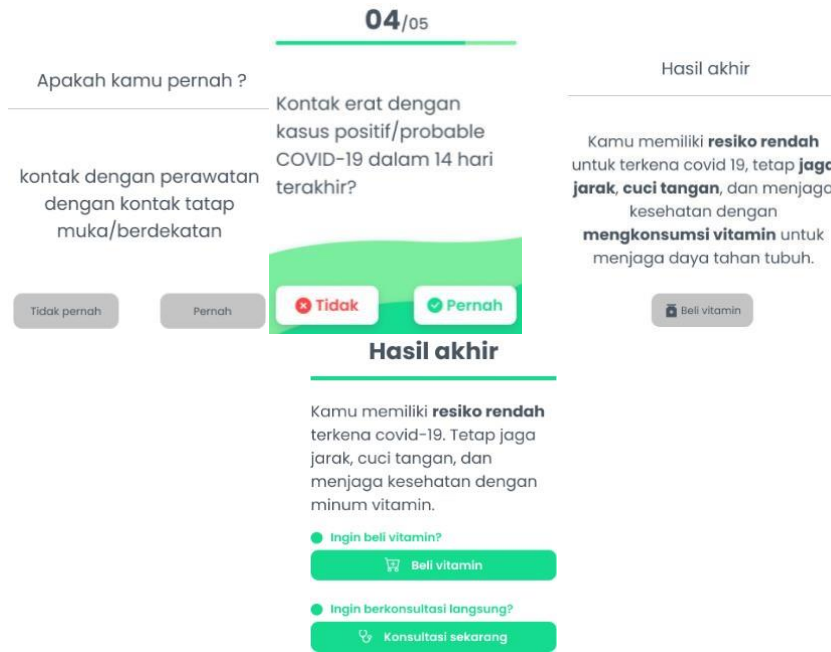 Apakah kamu pernah ?
kontak dengan perawatan
dengan kontak tatap
muka/berdekatan
Tidak pernah
Pernah
04/05
Kontak erat dengan
kasus positif/probable
COVID-19 dalam 14 hari
terakhir?
Tidak
Pernah
Hasil akhir
Kamu memiliki resiko rendah
untuk terkena covid 19, tetap jaga
jarak, cuci tangan, dan menjaga
kesehatan dengan
mengkonsumsi vitamin untuk
menjaga daya tahan tubuh.
Beli vitamin
Hasil akhir
Kamu memiliki resiko rendah
terkena covid-19. Tetap jaga
jarak, cuci tangan, dan
menjaga kesehatan dengan
minum vitamin.
Ingin beli vitamin?
Beli vitamin
Ingin berkonsultasi langsung?
Konsultasi sekarang